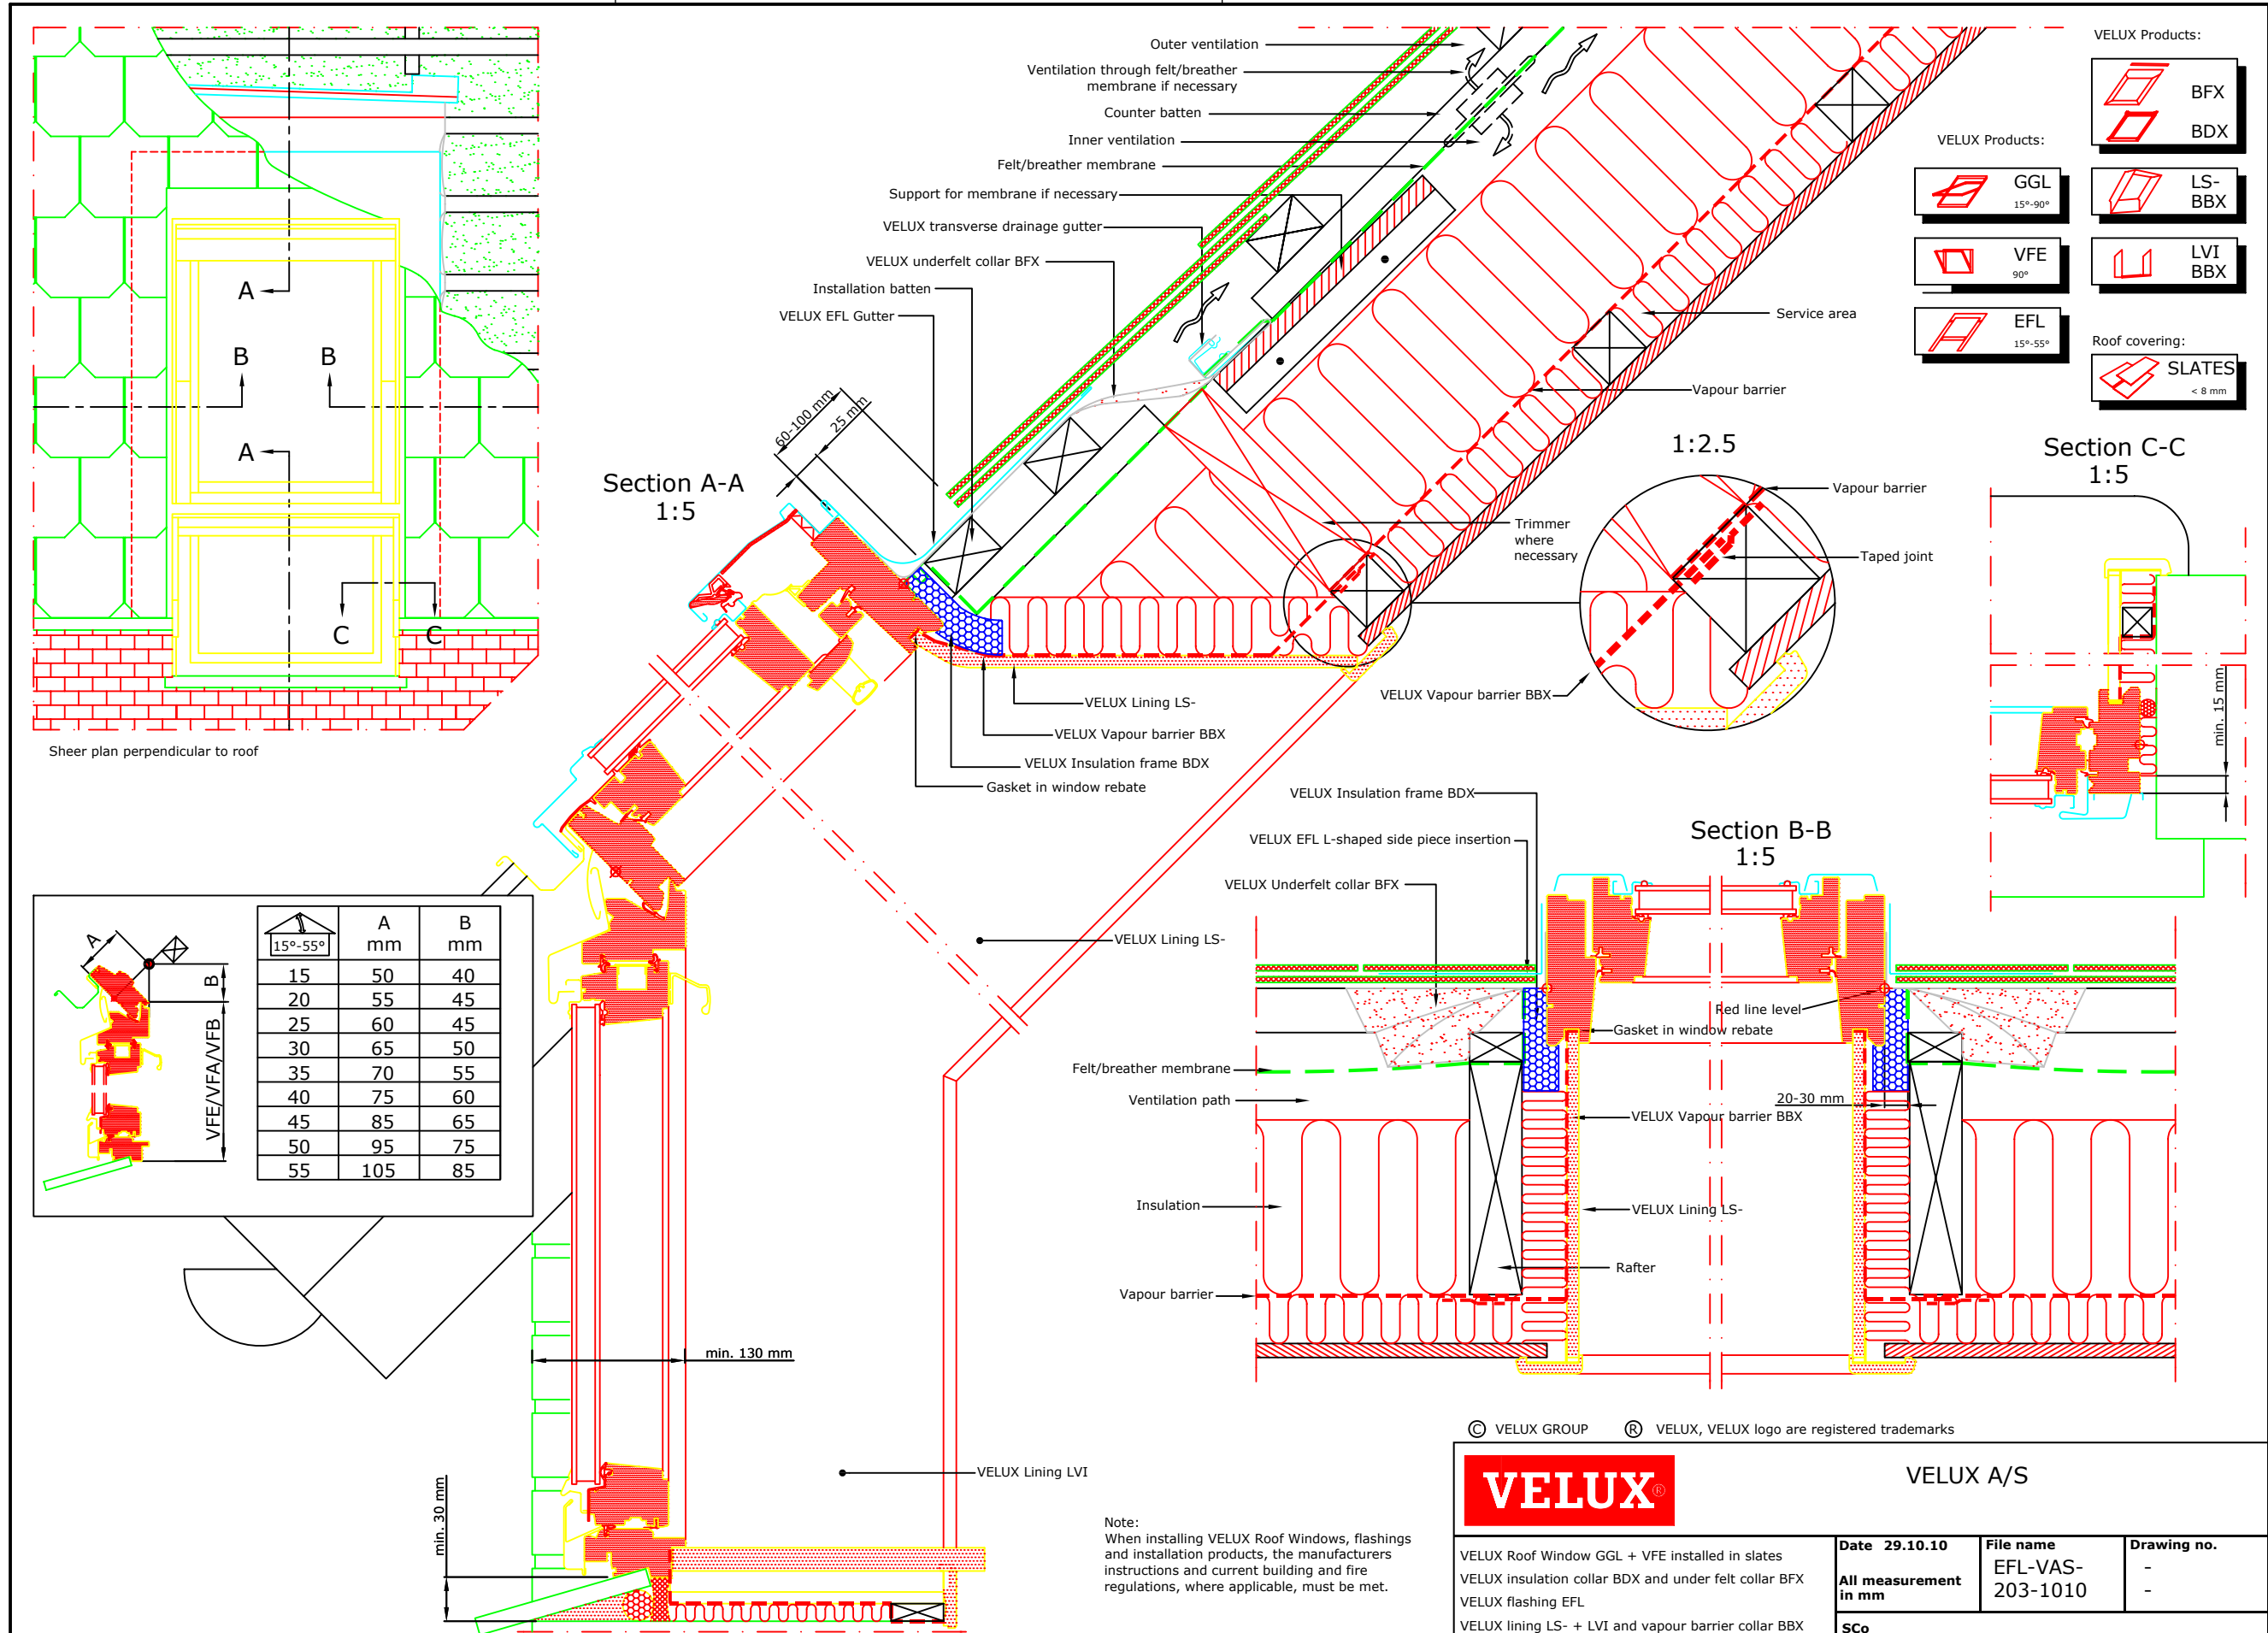 Outer ventilation
Ventilation through felt/breather
membrane if necessary
Counter batten
Inner ventilation
Felt/breather membrane
Support for membrane if necessary
VELUX transverse drainage gutter
VELUX underfelt collar BFX
Installation batten
VELUX EFL Gutter
60-100 mm
25 mm
Section A-A
1:5
A
B
B
A
C
C
Sheer plan perpendicular to roof
VELUX Products:
BFX
BDX
VELUX Products:
GGL
15°-90°
LS-
BBX
VFE
90°
LVI
BBX
EFL
15°-55°
Roof covering:
SLATES
< 8 mm
Service area
Vapour barrier
1:2.5
Vapour barrier
Taped joint
Trimmer
where
necessary
VELUX Vapour barrier BBX
Section C-C
1:5
min. 15 mm
VELUX Lining LS-
VELUX Vapour barrier BBX
VELUX Insulation frame BDX
Gasket in window rebate
VELUX Insulation frame BDX
VELUX EFL L-shaped side piece insertion
VELUX Underfelt collar BFX
Section B-B
1:5
Red line level
Gasket in window rebate
Felt/breather membrane
Ventilation path
20-30 mm
VELUX Vapour barrier BBX
Insulation
VELUX Lining LS-
Rafter
Vapour barrier
VELUX Lining LS-
A
B
VFE/VFA/VFB
15°-55° A mm B mm
15 50 40
20 55 45
25 60 45
30 65 50
35 70 55
40 75 60
45 85 65
50 95 75
55 105 85
min. 130 mm
min. 30 mm
VELUX Lining LVI
Note:
When installing VELUX Roof Windows, flashings
and installation products, the manufacturers
instructions and current building and fire
regulations, where applicable, must be met.
© VELUX GROUP ® VELUX, VELUX logo are registered trademarks
VELUX®
VELUX A/S
VELUX Roof Window GGL + VFE installed in slates
VELUX insulation collar BDX and under felt collar BFX
VELUX flashing EFL
VELUX lining LS- + LVI and vapour barrier collar BBX
Date 29.10.10
All measurement
in mm
File name
EFL-VAS-
203-1010
Drawing no.
-
-
SCo